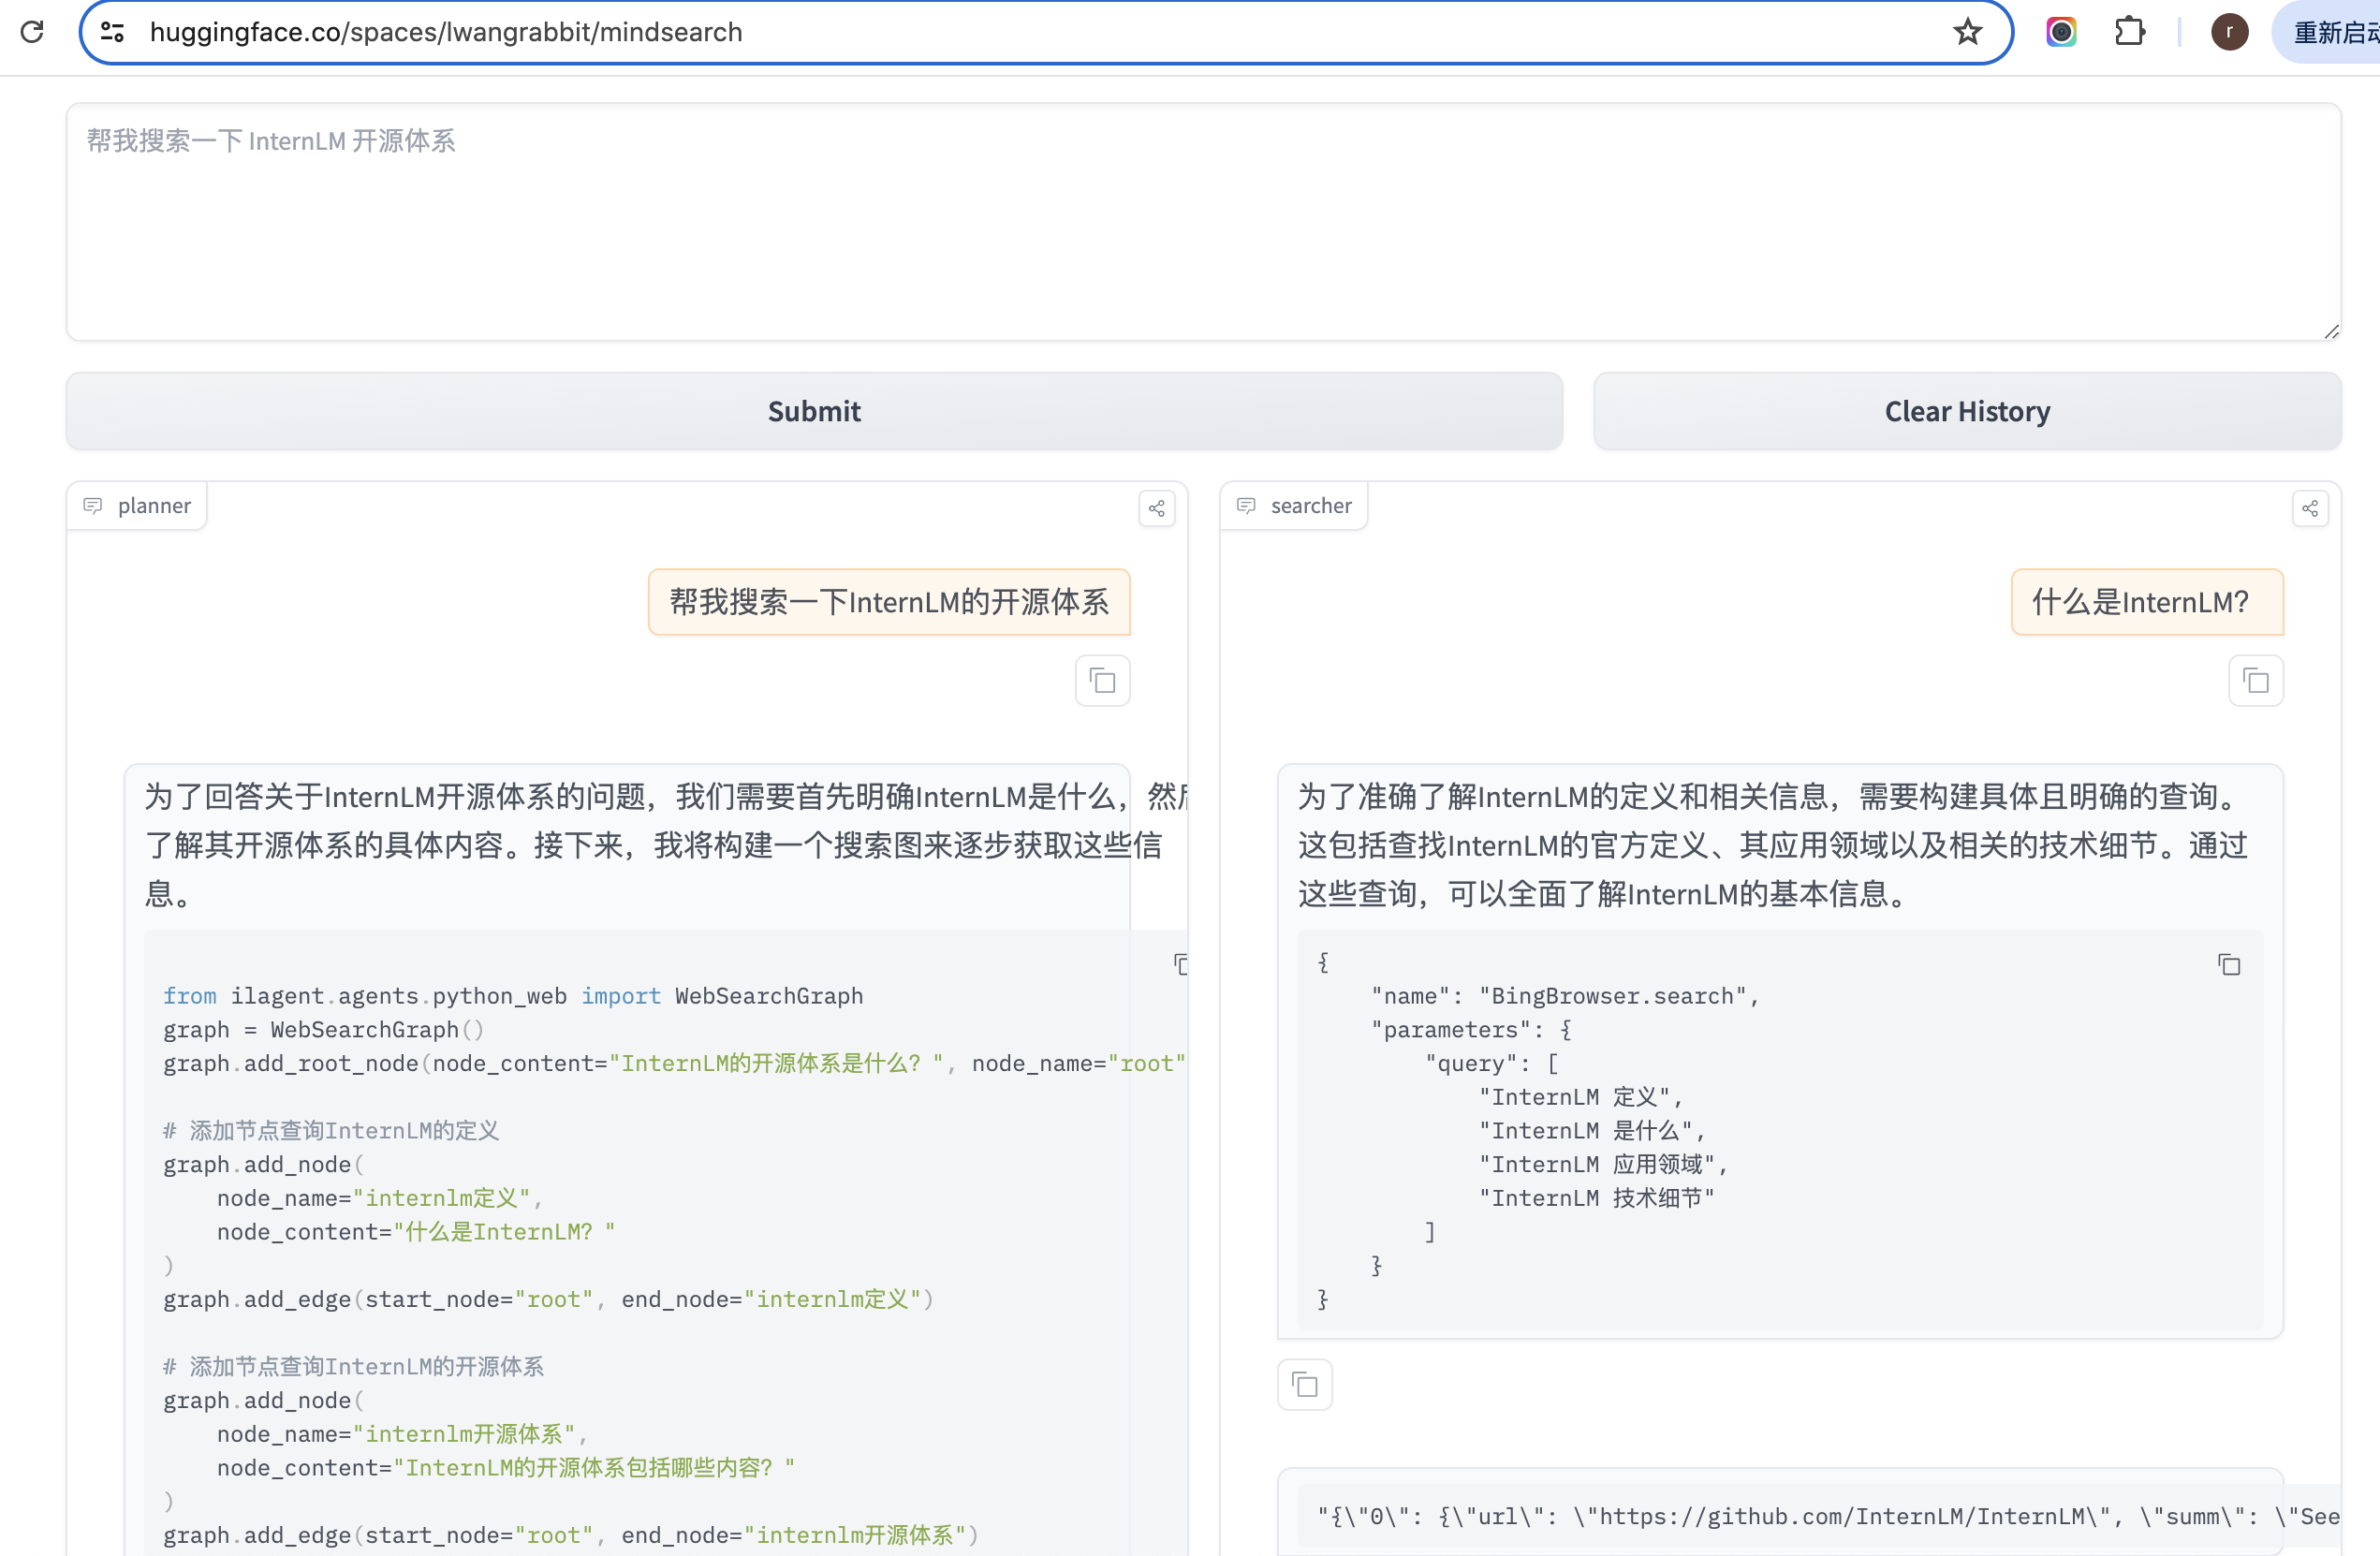 huggingface.co/spaces/lwangrabbit/mindsearch
r
重新启动
帮我搜索一下 InternLM 开源体系
Submit
Clear History
planner
帮我搜索一下InternLM的开源体系
为了回答关于InternLM开源体系的问题，我们需要首先明确InternLM是什么，然后
了解其开源体系的具体内容。接下来，我将构建一个搜索图来逐步获取这些信
息。
from ilagent.agents.python_web import WebSearchGraph
graph = WebSearchGraph()
graph.add_root_node(node_content="InternLM的开源体系是什么？", node_name="root"
# 添加节点查询InternLM的定义
graph.add_node(
    node_name="internlm定义",
    node_content="什么是InternLM？"
)
graph.add_edge(start_node="root", end_node="internlm定义")
# 添加节点查询InternLM的开源体系
graph.add_node(
    node_name="internlm开源体系",
    node_content="InternLM的开源体系包括哪些内容？"
)
graph.add_edge(start_node="root", end_node="internlm开源体系")
searcher
什么是InternLM？
为了准确了解InternLM的定义和相关信息，需要构建具体且明确的查询。
这包括查找InternLM的官方定义、其应用领域以及相关的技术细节。通过
这些查询，可以全面了解InternLM的基本信息。
{
    "name": "BingBrowser.search",
    "parameters": {
        "query": [
            "InternLM 定义",
            "InternLM 是什么",
            "InternLM 应用领域",
            "InternLM 技术细节"
        ]
    }
}
"{\"0\": {\"url\": \"https://github.com/InternLM/InternLM\", \"summ\": \"See